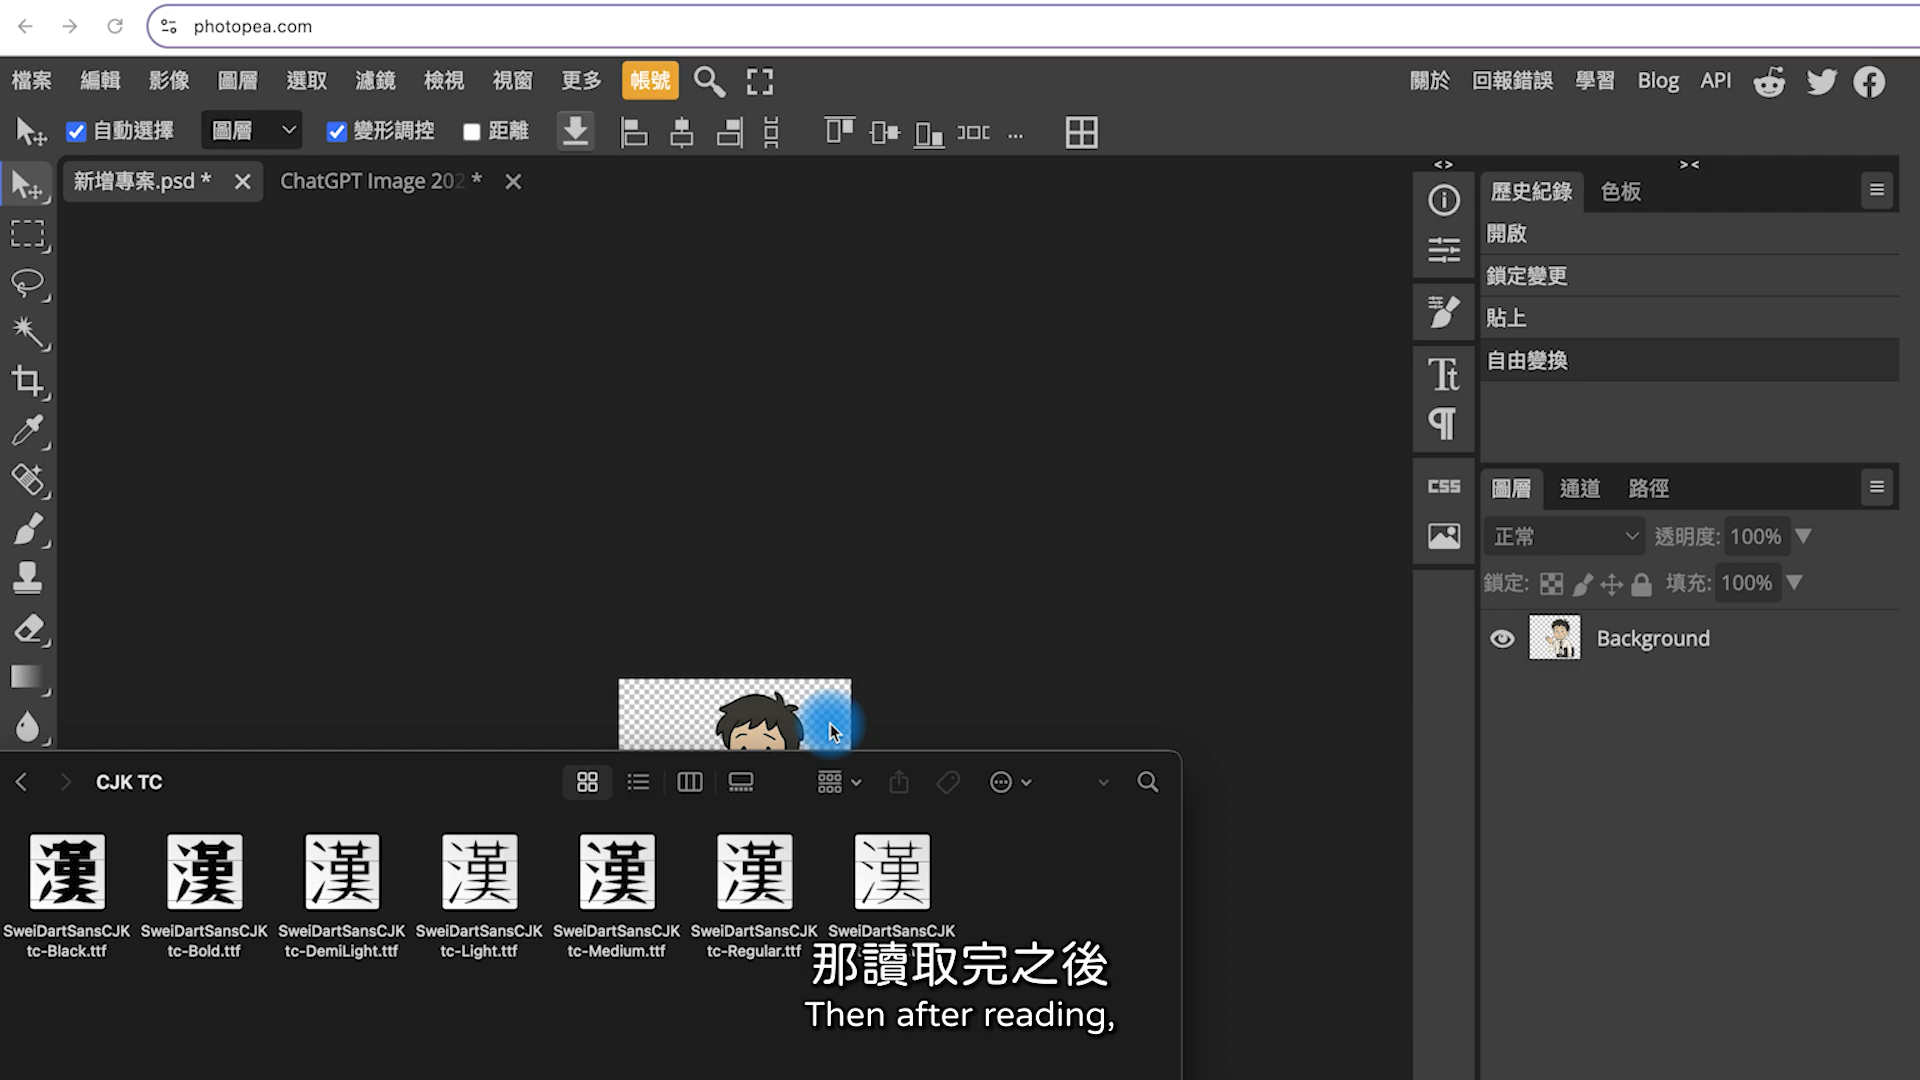 photopea.com
檔案 編輯 影像 圖層 選取 濾鏡 檢視 視窗 更多 帳號
關於 回報錯誤 學習 Blog API
自動選擇 圖層 變形調控 距離 ...
新增專案.psd *
ChatGPT Image 202 *
歷史紀錄 色板
開啟
鎖定變更
貼上
自由變換
CSS
圖層 通道 路徑
正常 透明度: 100%
鎖定: 填充: 100%
Background
CJK TC
漢 漢 漢 漢 漢 漢 漢
SweiDartSansCJK
tc-Black.ttf
SweiDartSansCJK
tc-Bold.ttf
SweiDartSansCJK
tc-DemiLight.ttf
SweiDartSansCJK
tc-Light.ttf
SweiDartSansCJK
tc-Medium.ttf
SweiDartSansCJK
tc-Regular.ttf
SweiDartSansCJK
那讀取完之後
Then after reading,